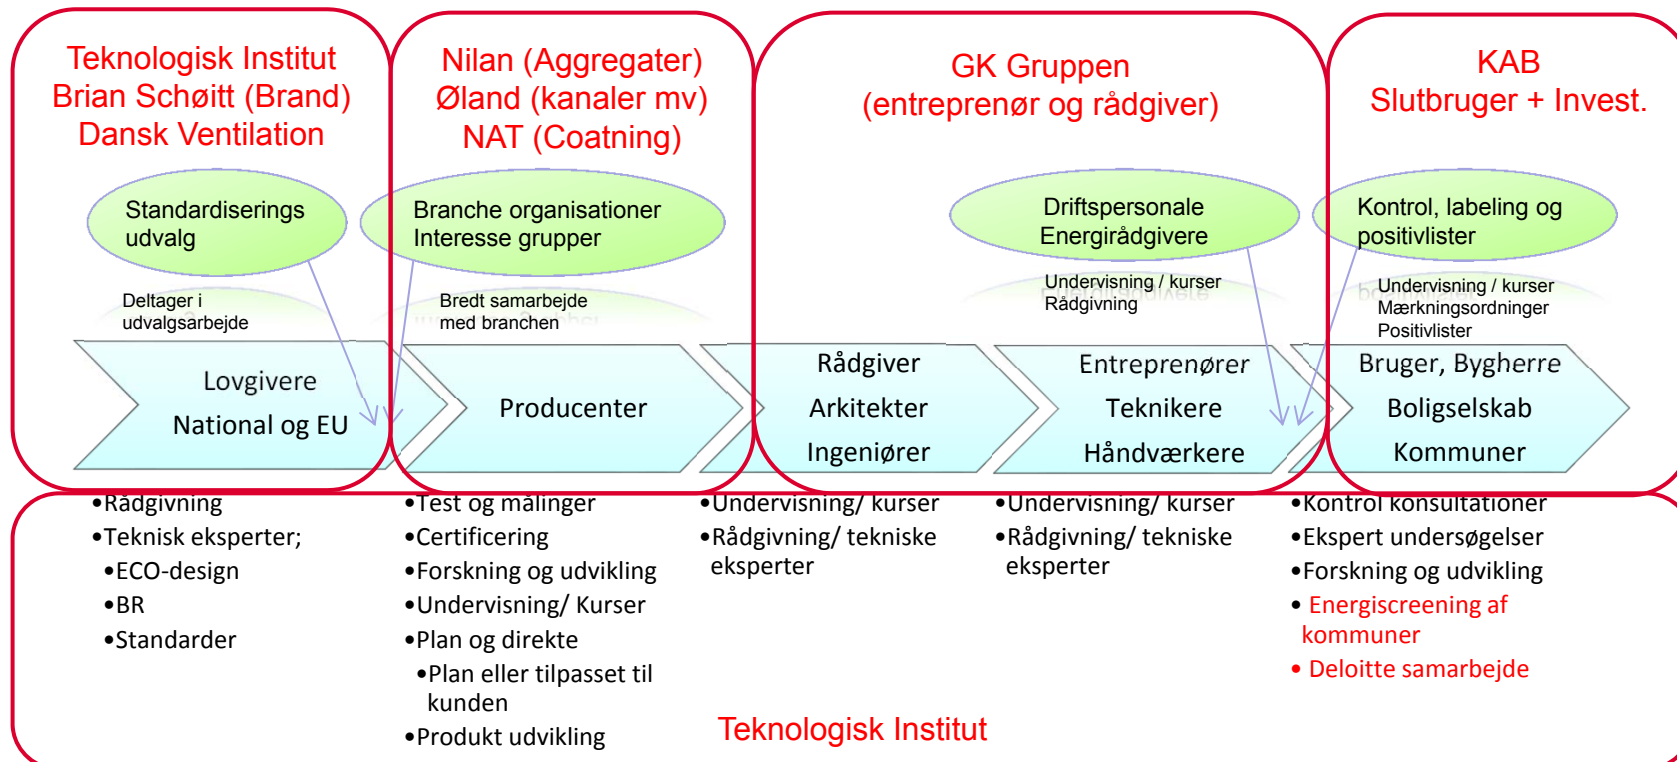 Teknologisk Institut
Brian Schøitt (Brand)
Dansk Ventilation
Nilan (Aggregater)
Øland (kanaler mv)
NAT (Coatning)
GK Gruppen
(entreprenør og rådgiver)
KAB
Slutbruger + Invest.
Standardiserings
udvalg
Branche organisationer
Interesse grupper
Driftspersonale
Energirådgivere
Kontrol, labeling og
positivlister
Deltager i
udvalgsarbejde
Bredt samarbejde
med branchen
Undervisning / kurser
Rådgivning
Undervisning / kurser
Mærkningsordninger
Positivlister
Lovgivere
National og EU
Producenter
Rådgiver
Arkitekter
Ingeniører
Entreprenører
Teknikere
Håndværkere
Bruger, Bygherre
Boligselskab
Kommuner
•Rådgivning
•Teknisk eksperter;
•ECO-design
•BR
•Standarder
•Test og målinger
•Certificering
•Forskning og udvikling
•Undervisning/ Kurser
•Plan og direkte
•Plan eller tilpasset til
kunden
•Produkt udvikling
•Undervisning/ kurser
•Rådgivning/ tekniske
eksperter
•Undervisning/ kurser
•Rådgivning/ tekniske
eksperter
•Kontrol konsultationer
•Ekspert undersøgelser
•Forskning og udvikling
• Energiscreening af
kommuner
• Deloitte samarbejde
Teknologisk Institut